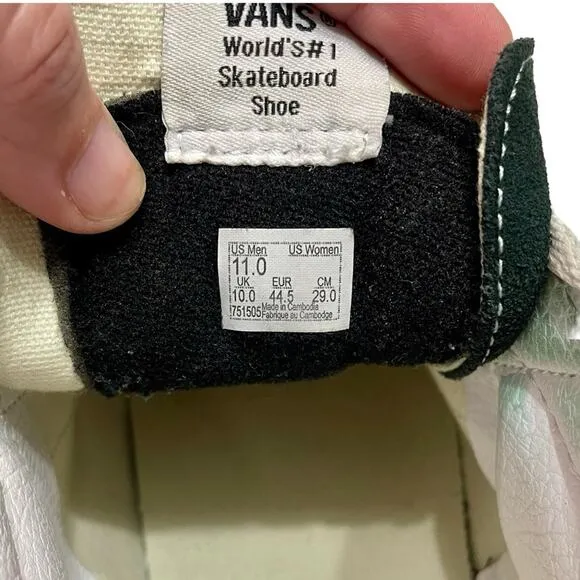 VANS®
World's #1
Skateboard
Shoe
US Men US Women
11.0
UK EUR CM
10.0 44.5 29.0
751505 Made in Cambodia
Fabriqué au Cambodge